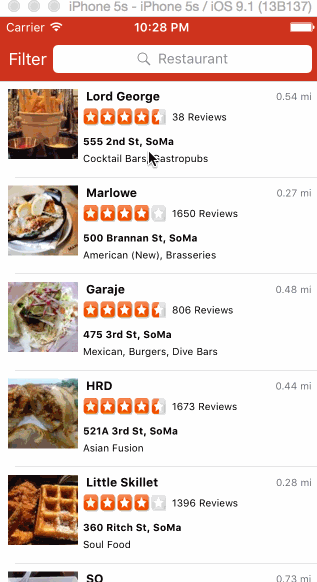 iPhone 5s - iPhone 5s / iOS 9.1 (13B137)
Carrier 10:28 PM
Filter Restaurant
Lord George 0.54 mi
38 Reviews
555 2nd St, SoMa
Cocktail Bars, Gastropubs
Marlowe 0.27 mi
1650 Reviews
500 Brannan St, SoMa
American (New), Brasseries
Garaje 0.48 mi
806 Reviews
475 3rd St, SoMa
Mexican, Burgers, Dive Bars
HRD 0.44 mi
1673 Reviews
521A 3rd St, SoMa
Asian Fusion
Little Skillet 0.28 mi
1396 Reviews
360 Ritch St, SoMa
Soul Food
SO 0.73 mi